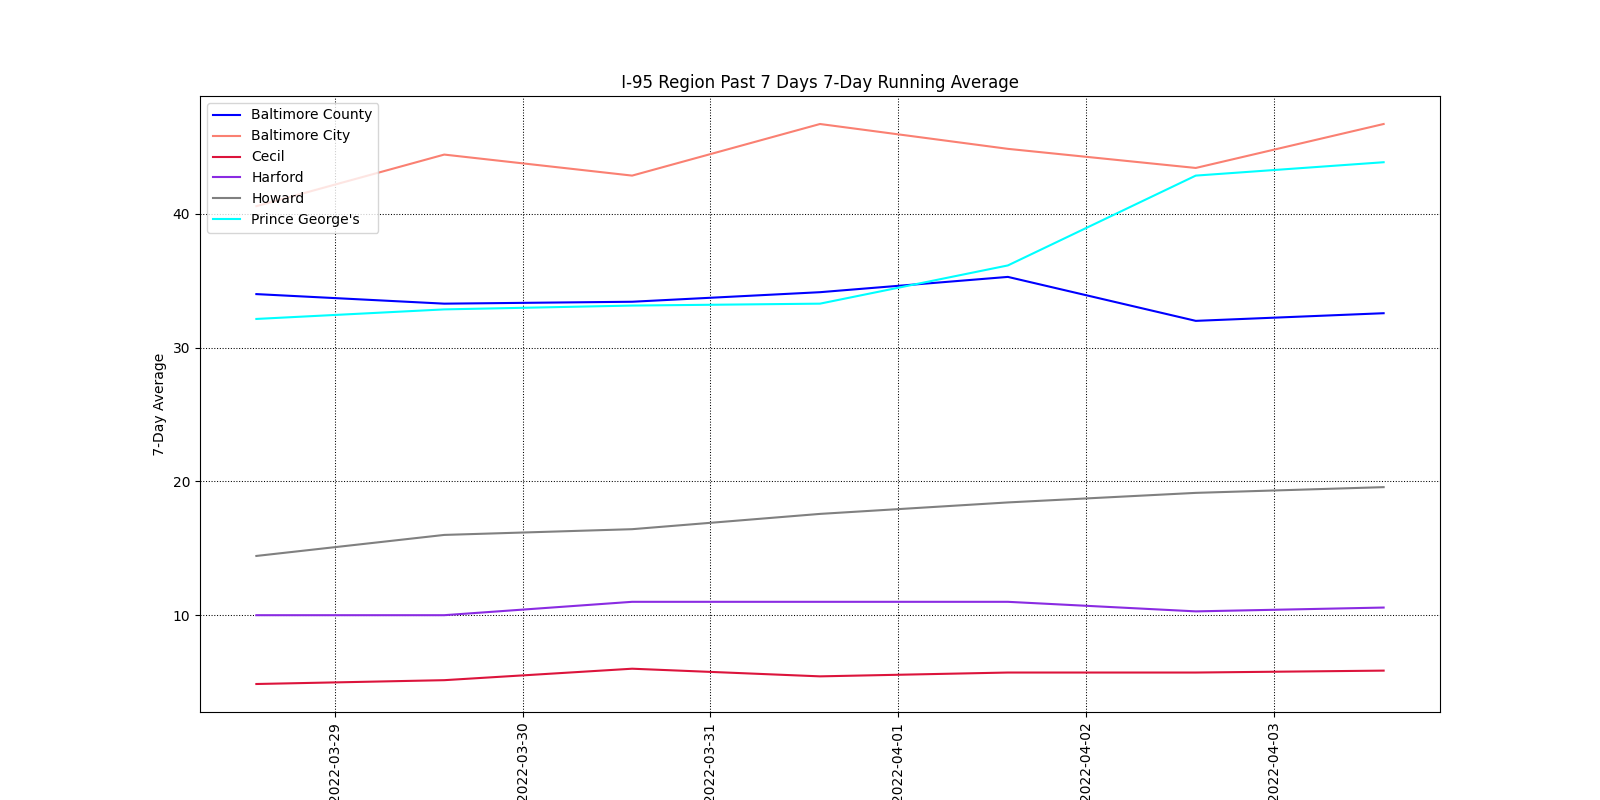 I-95 Region Past 7 Days 7-Day Running Average
Baltimore County
Baltimore City
Cecil
Harford
Howard
Prince George's
40
30
20
10
7-Day Average
2022-03-29
2022-03-30
2022-03-31
2022-04-01
2022-04-02
2022-04-03